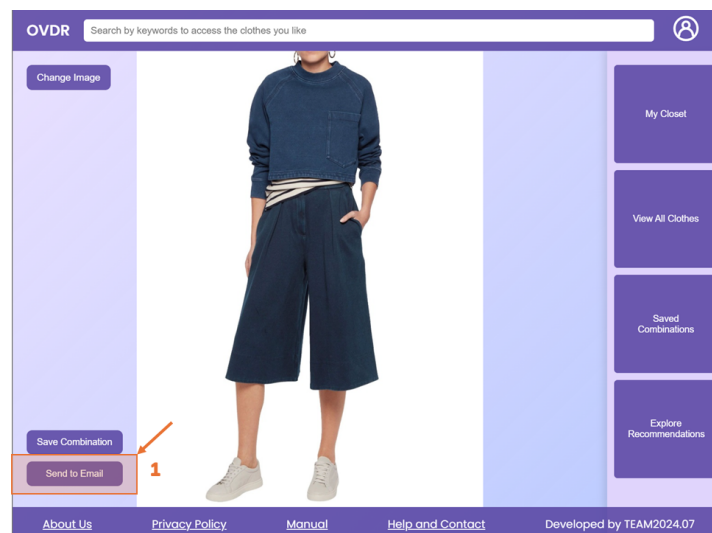 OVDR
Search by keywords to access the clothes you like
Change Image
My Closet
View All Clothes
Saved
Combinations
Explore
Recommendations
Save Combination
Send to Email
1
About Us
Privacy Policy
Manual
Help and Contact
Developed by TEAM2024.07